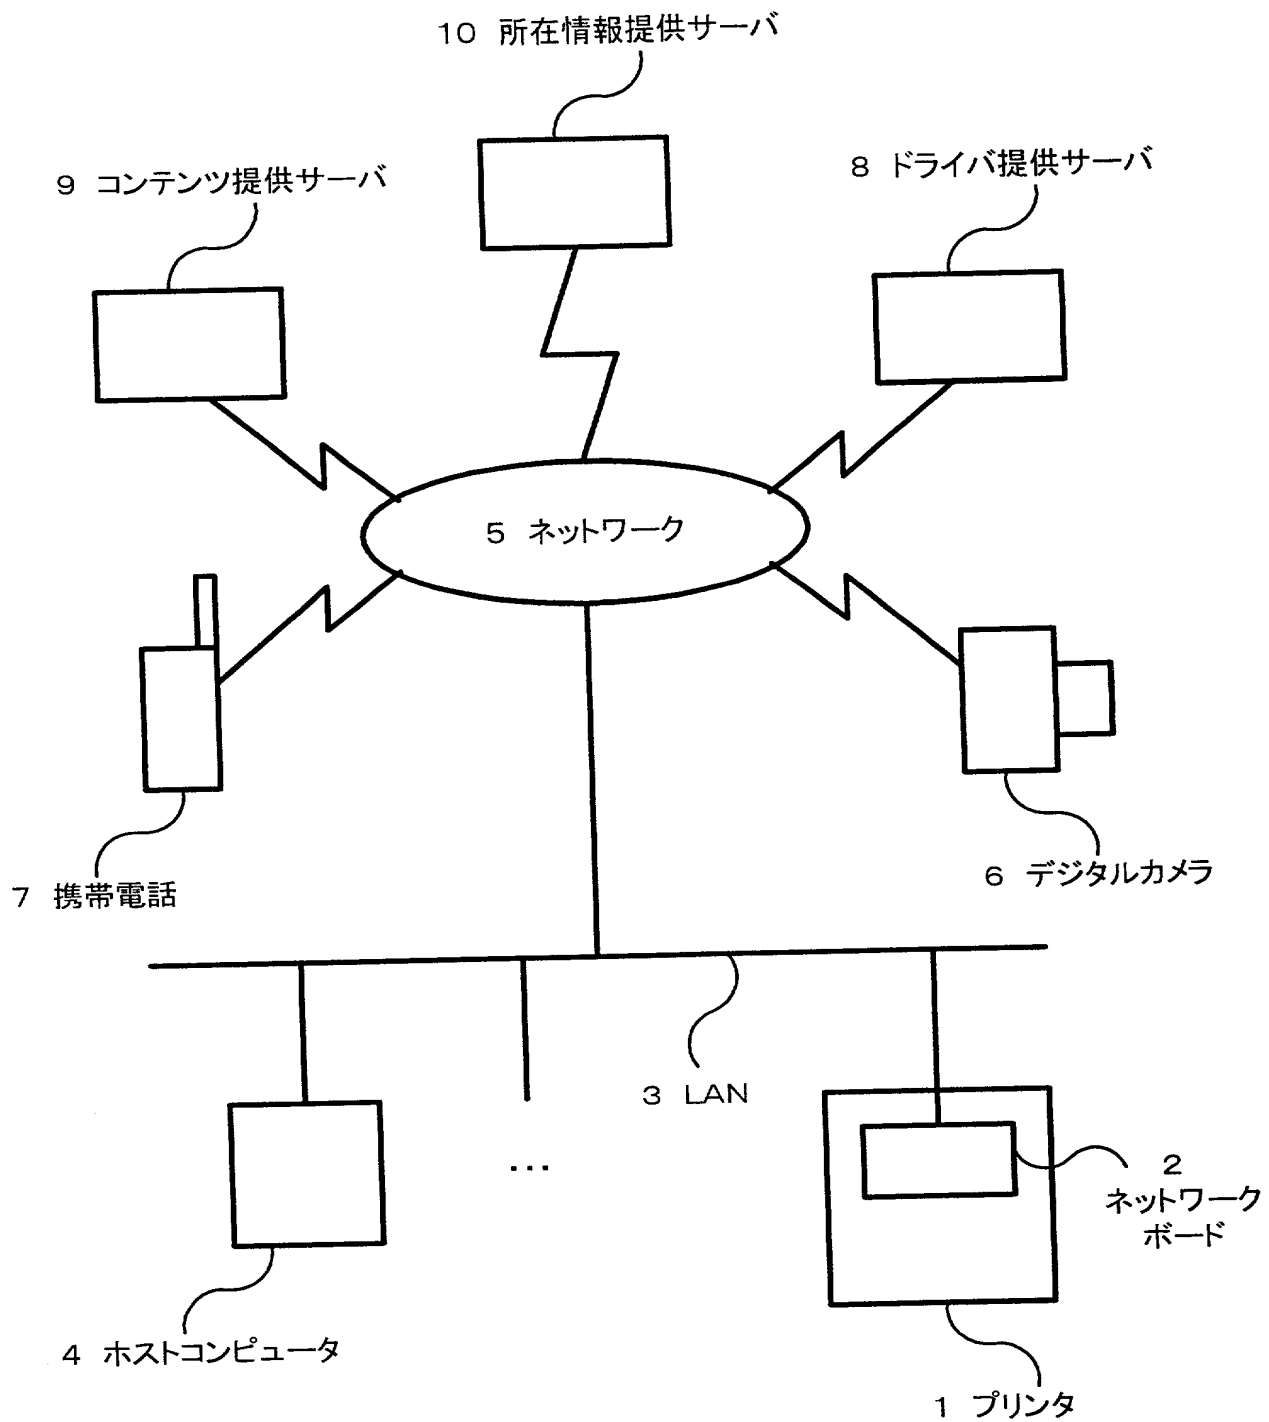 10 所在情報提供サーバ
9 コンテンツ提供サーバ
8 ドライバ提供サーバ
5 ネットワーク
7 携帯電話
6 デジタルカメラ
3 LAN
...
2
ネットワーク
ボード
4 ホストコンピュータ
1 プリンタ